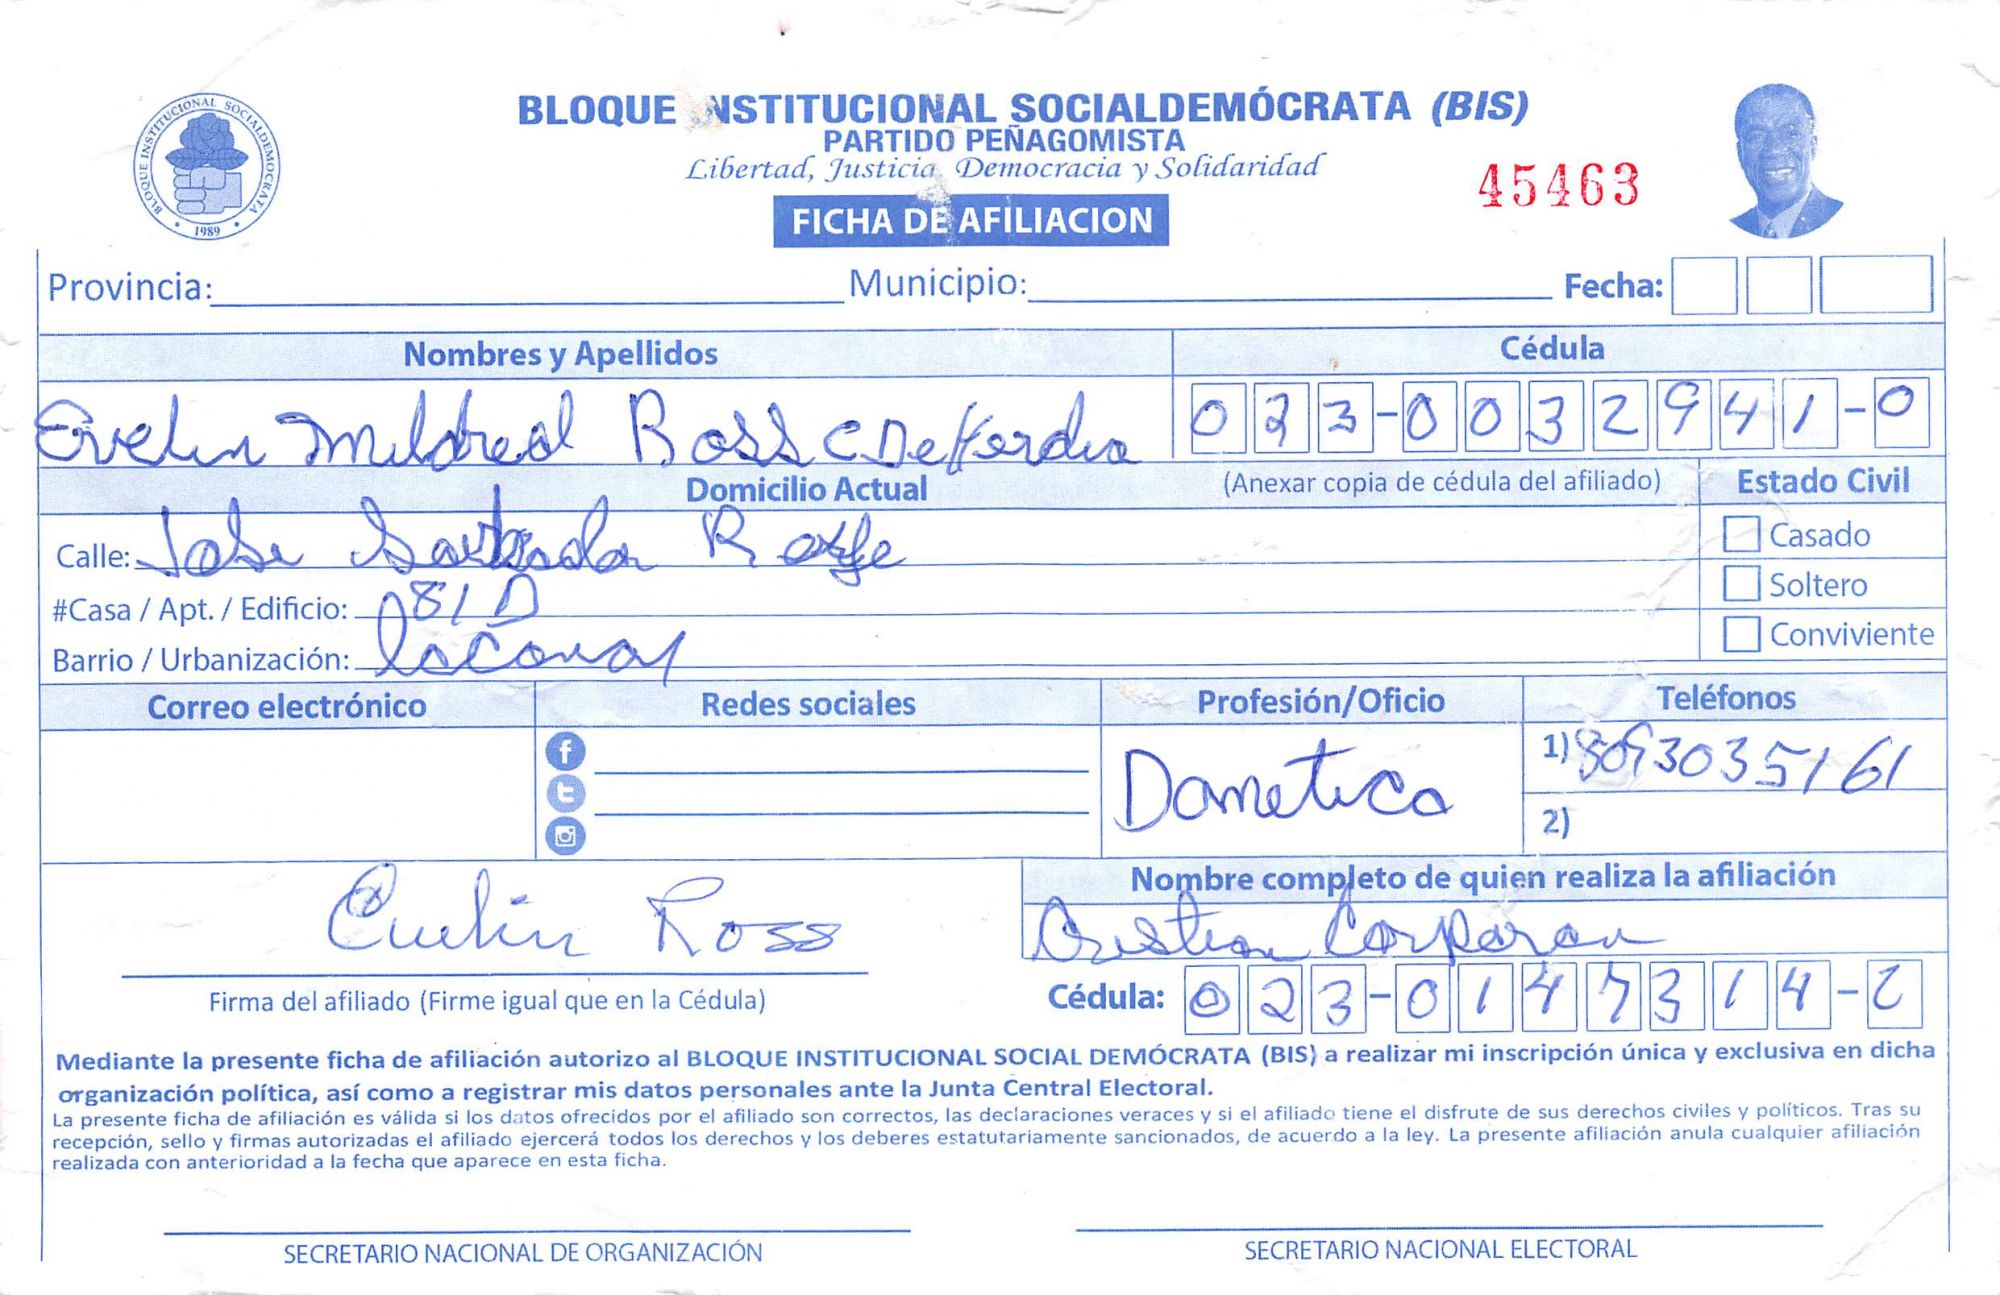 BLOQUE INSTITUCIONAL SOCIALDEMOCRATA
1989
BLOQUE INSTITUCIONAL SOCIALDEMÓCRATA (BIS)
PARTIDO PEÑAGOMISTA
Libertad, Justicia, Democracia y Solidaridad
45463
FICHA DE AFILIACION
Provincia: Municipio: Fecha:
Nombres y Apellidos Cédula
Evelin Mildred Ross 023-0032941-0
Domicilio Actual (Anexar copia de cédula del afiliado) Estado Civil
Calle: Jose Casado
#Casa / Apt. / Edificio: 81 D Soltero
Barrio / Urbanización: Conviviente
Correo electrónico Redes sociales Profesión/Oficio Teléfonos
Dometica 1) 8093035161
2)
Nombre completo de quien realiza la afiliación
Evelin Ross Cristian Corporan
Firma del afiliado (Firme igual que en la Cédula) Cédula: 023-0147314-2
Mediante la presente ficha de afiliación autorizo al BLOQUE INSTITUCIONAL SOCIAL DEMÓCRATA (BIS) a realizar mi inscripción única y exclusiva en dicha
organización política, así como a registrar mis datos personales ante la Junta Central Electoral.
La presente ficha de afiliación es válida si los datos ofrecidos por el afiliado son correctos, las declaraciones veraces y si el afiliado tiene el disfrute de sus derechos civiles y políticos. Tras su
recepción, sello y firmas autorizadas el afiliado ejercerá todos los derechos y los deberes estatutariamente sancionados, de acuerdo a la ley. La presente afiliación anula cualquier afiliación
realizada con anterioridad a la fecha que aparece en esta ficha.
SECRETARIO NACIONAL DE ORGANIZACIÓN SECRETARIO NACIONAL ELECTORAL